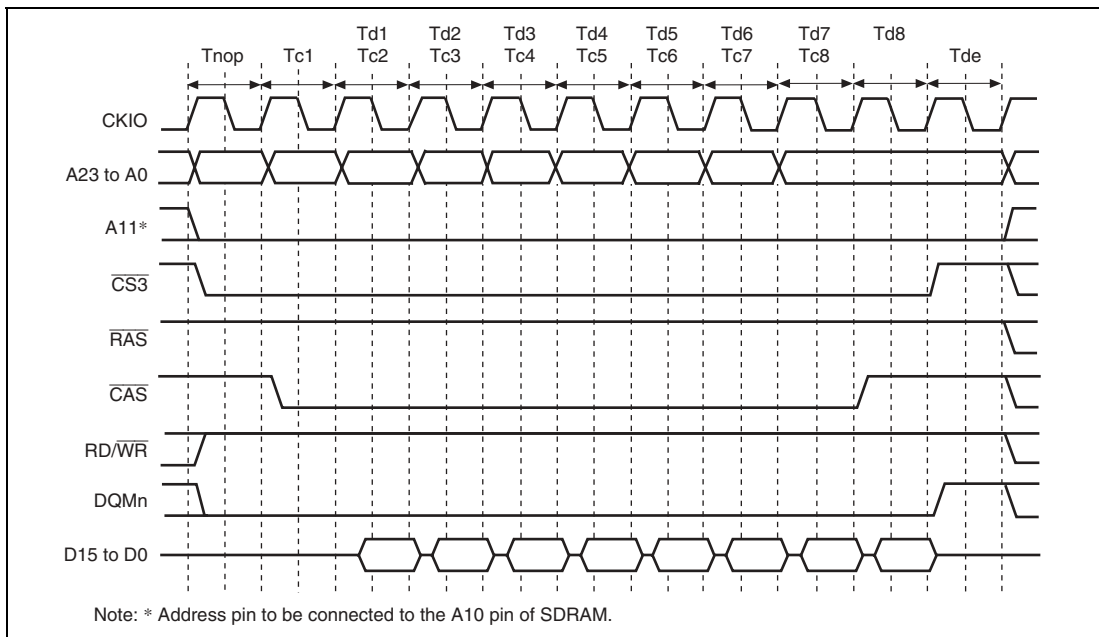 Td1 Td2 Td3 Td4 Td5 Td6 Td7 Td8
Tnop Tc1 Tc2 Tc3 Tc4 Tc5 Tc6 Tc7 Tc8 Tde
CKIO
A23 to A0
A11*
CS3
RAS
CAS
RD/WR
DQMn
D15 to D0
Note: * Address pin to be connected to the A10 pin of SDRAM.